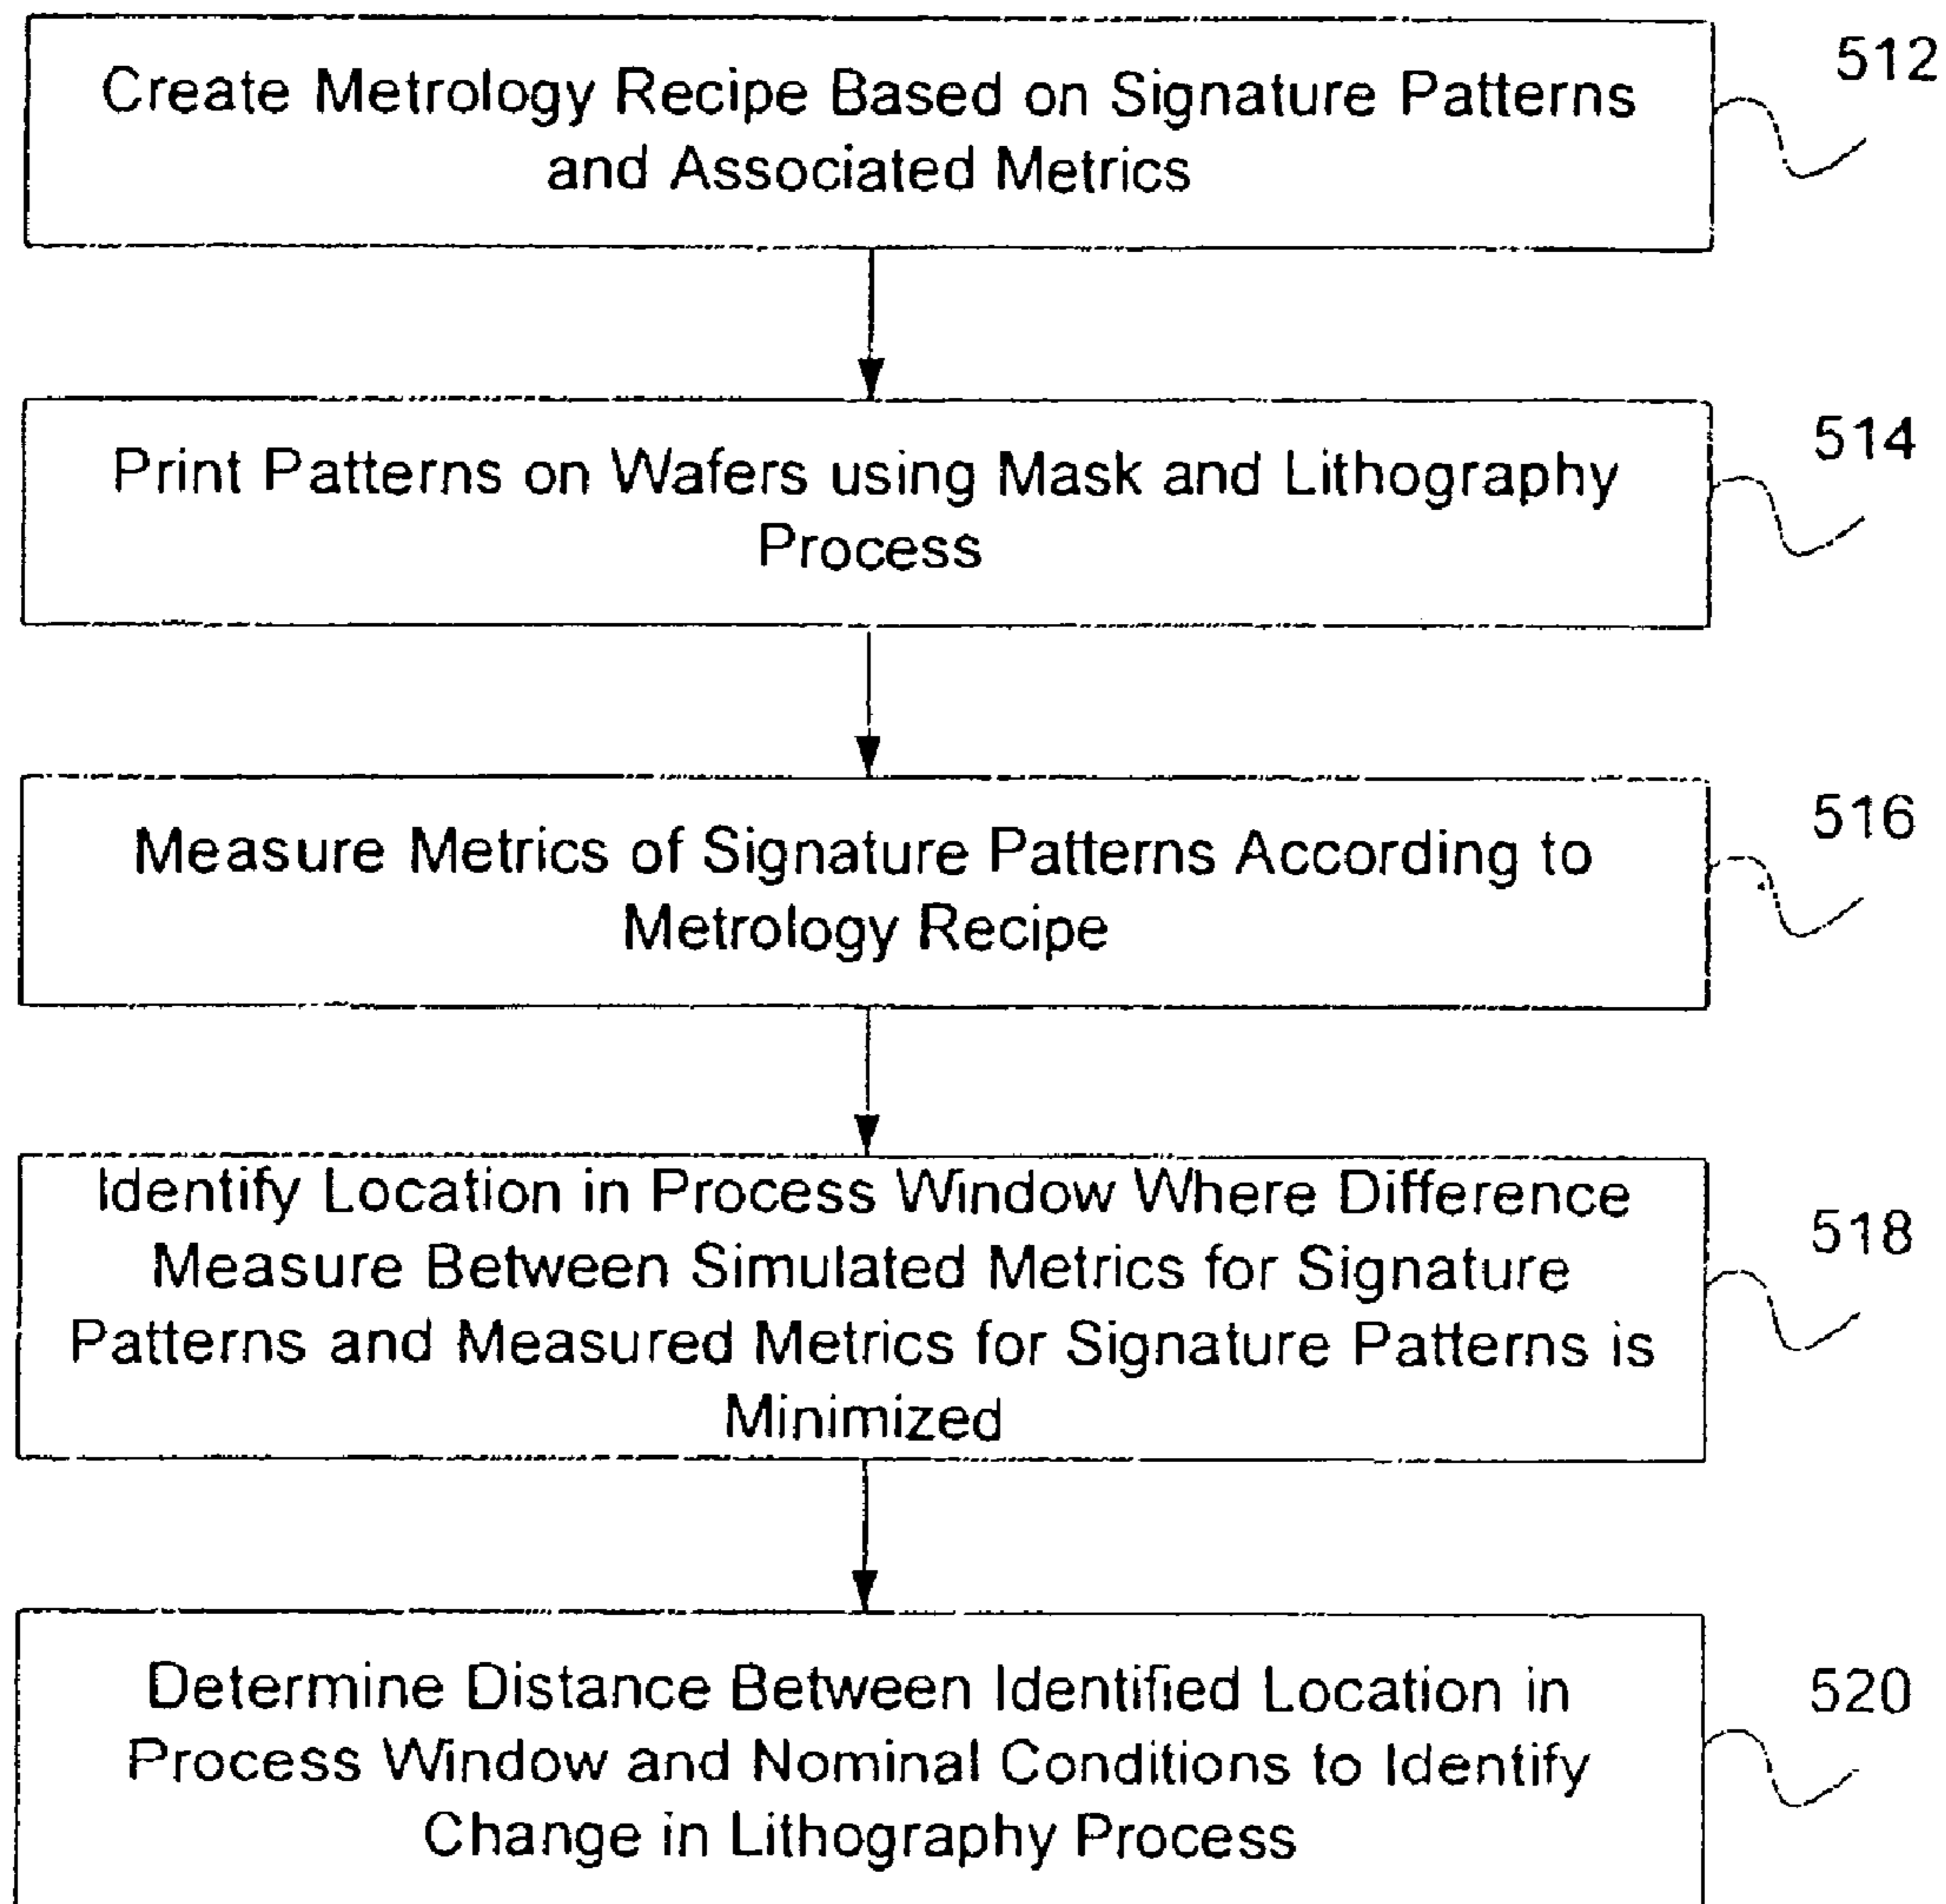 512
Create Metrology Recipe Based on Signature Patterns
and Associated Metrics
514
Print Patterns on Wafers using Mask and Lithography
Process
516
Measure Metrics of Signature Patterns According to
Metrology Recipe
518
Identify Location in Process Window Where Difference
Measure Between Simulated Metrics for Signature
Patterns and Measured Metrics for Signature Patterns is
Minimized
520
Determine Distance Between Identified Location in
Process Window and Nominal Conditions to Identify
Change in Lithography Process